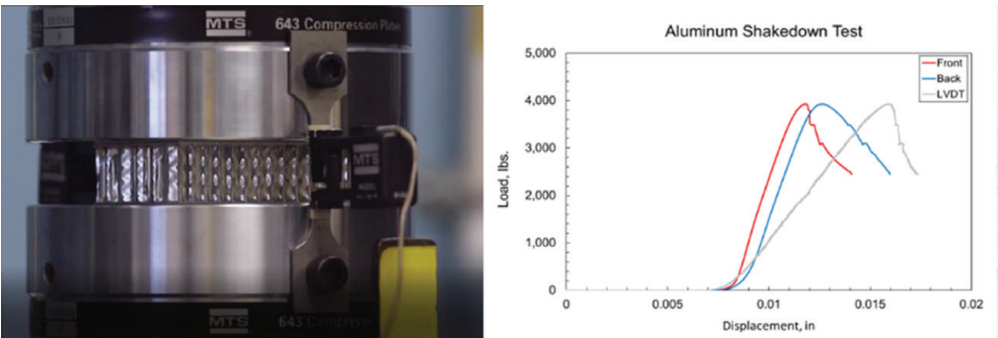 MTS
643 Compression Platen
MTS
MTS
643 Compress
Aluminum Shakedown Test
5,000
4,000
3,000
2,000
1,000
0
Load, lbs.
Front
Back
LVDT
0
0.005
0.01
0.015
0.02
Displacement, in